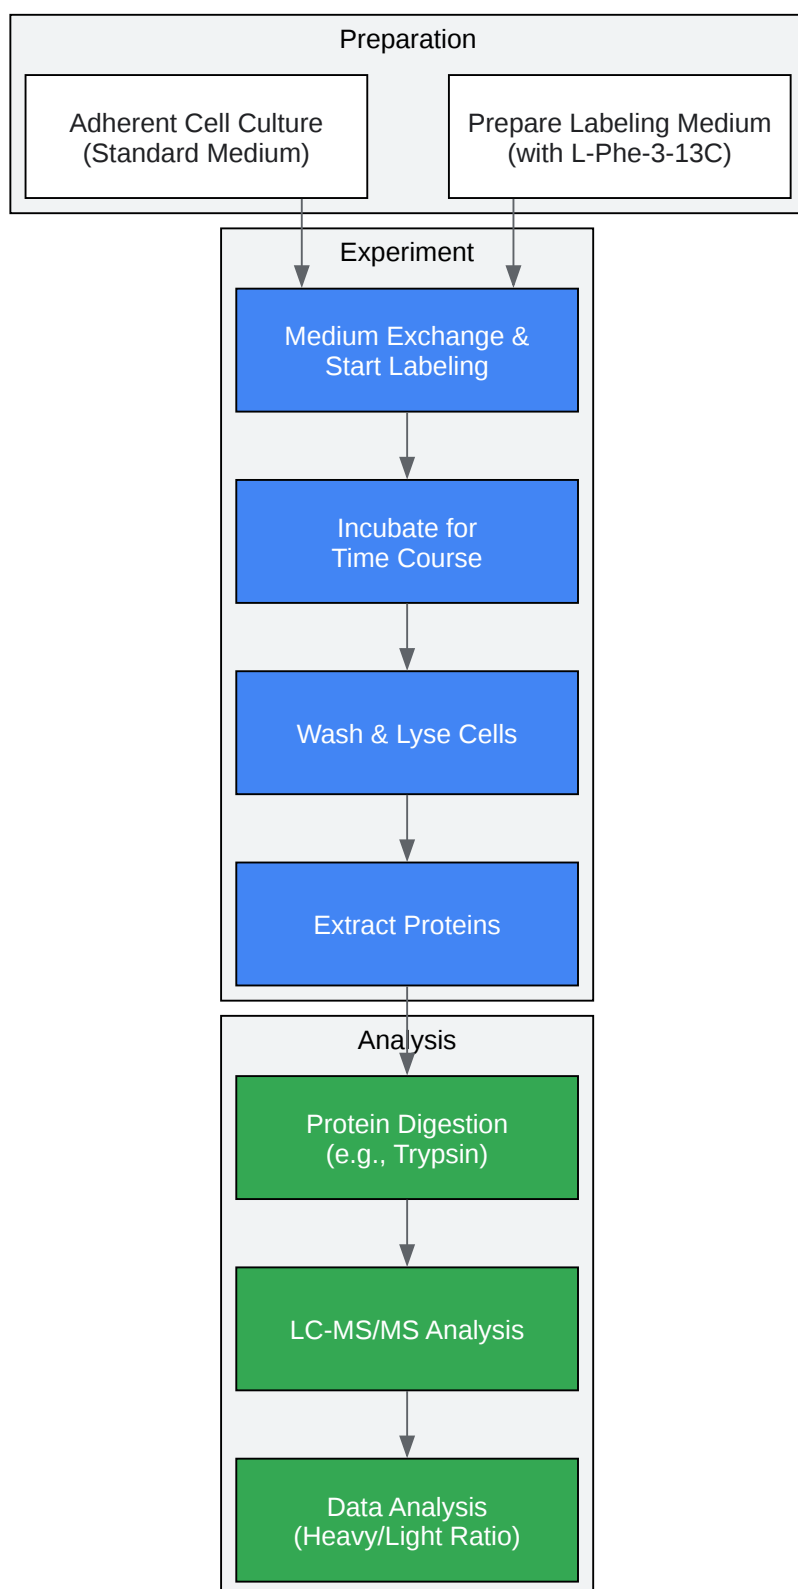 Preparation
Adherent Cell Culture
(Standard Medium)
Prepare Labeling Medium
(with L-Phe-3-13C)
Experiment
Medium Exchange &
Start Labeling
Incubate for
Time Course
Wash & Lyse Cells
Extract Proteins
Analysis
Protein Digestion
(e.g., Trypsin)
LC-MS/MS Analysis
Data Analysis
(Heavy/Light Ratio)